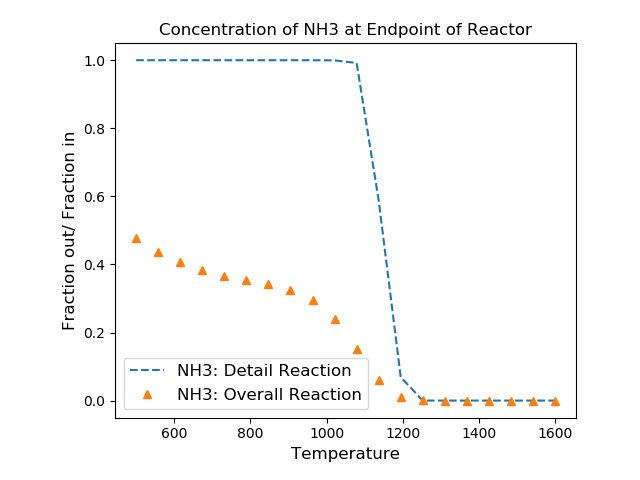 Concentration of NH3 at Endpoint of Reactor
Fraction out/ Fraction in
1.0
0.8
0.6
0.4
0.2
0.0
NH3: Detail Reaction
NH3: Overall Reaction
600 800 1000 1200 1400 1600
Temperature